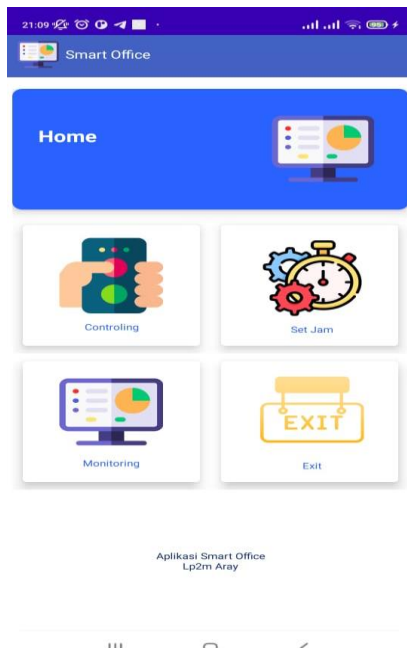 21:09
Smart Office
Home
Controling
Set Jam
Monitoring
EXIT
Exit
Aplikasi Smart Office
Lp2m Aray